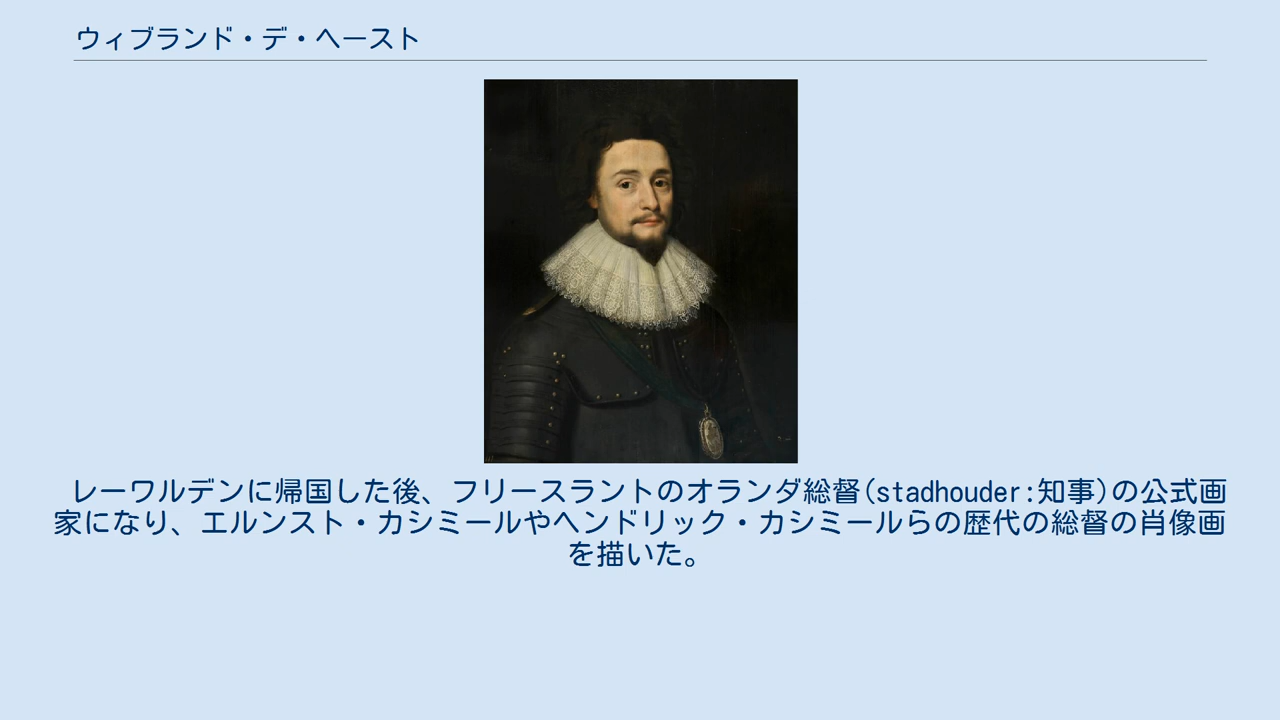 ウィブランド・デ・ヘースト
レーワルデンに帰国した後、フリースラントのオランダ総督(stadhouder:知事)の公式画
家になり、エルンスト・カシミールやヘンドリック・カシミールらの歴代の総督の肖像画
を描いた。